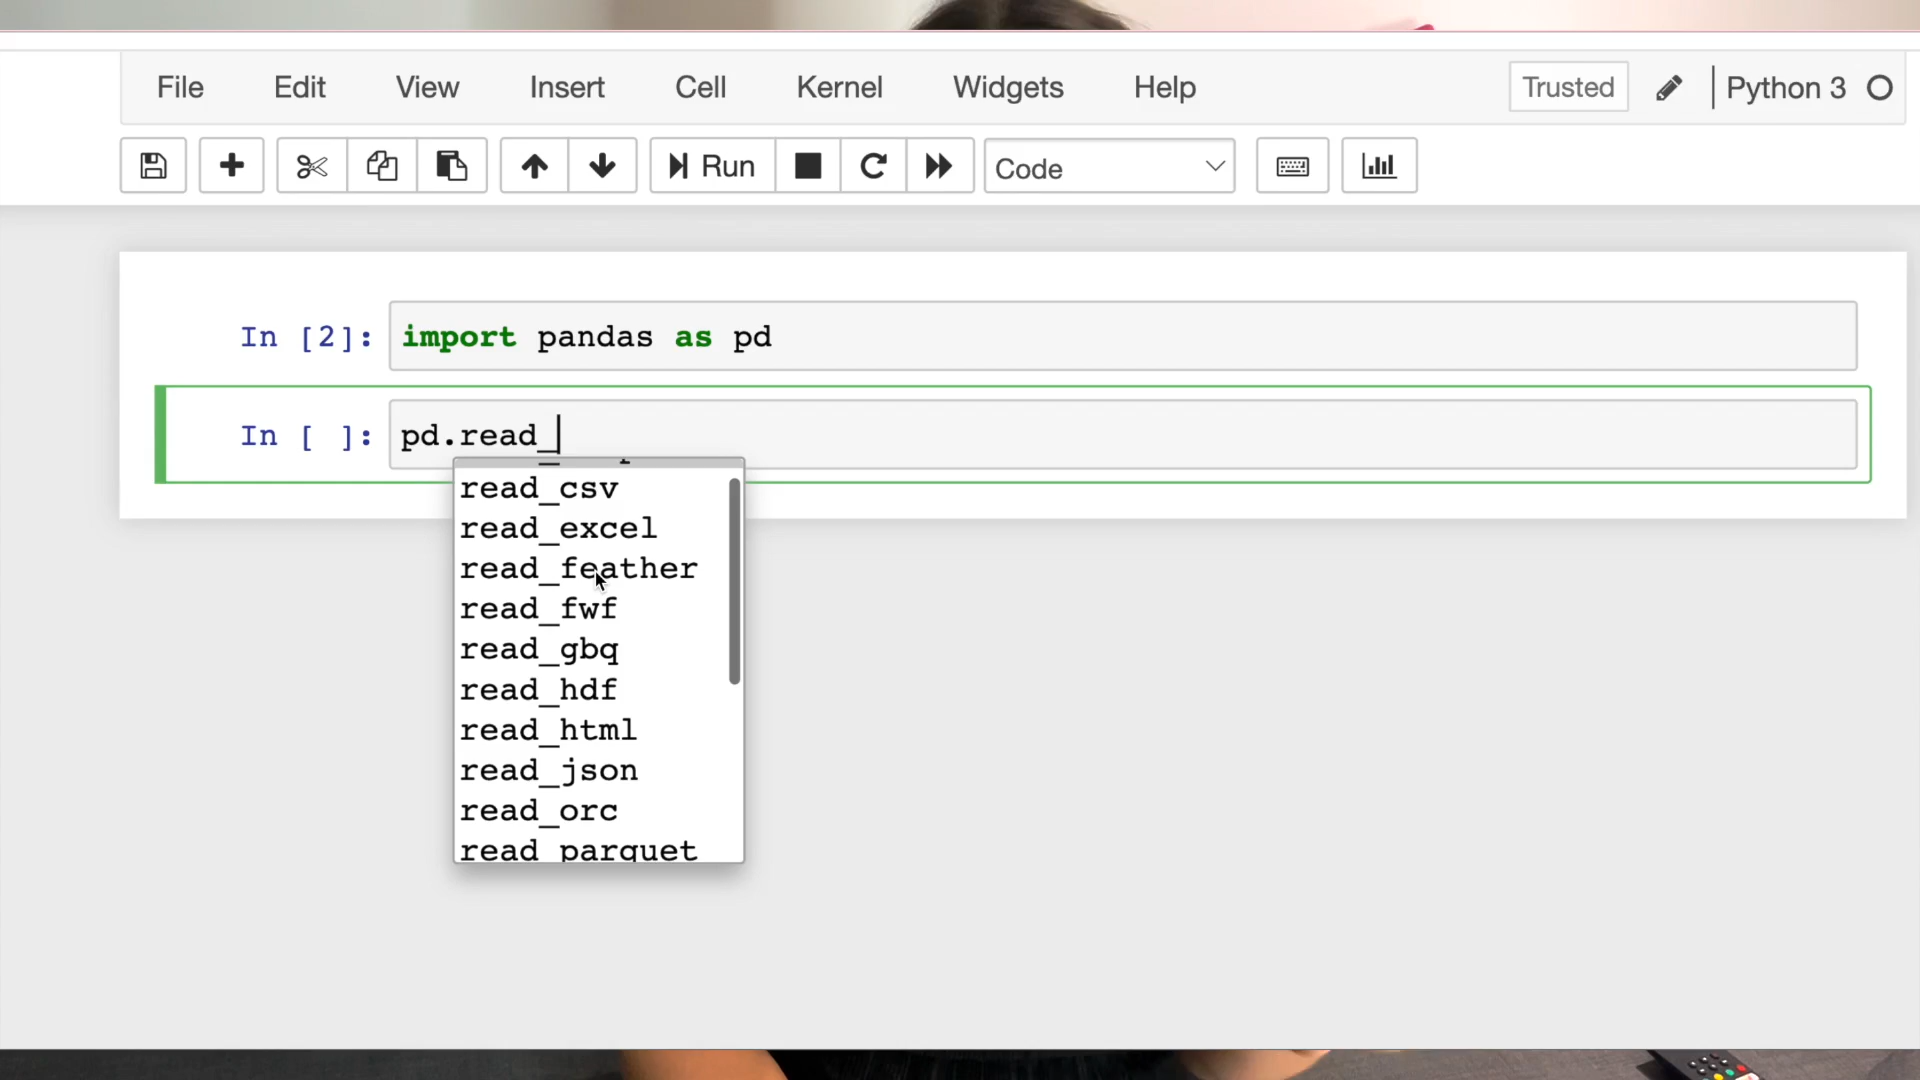 File Edit View Insert Cell Kernel Widgets Help Trusted Python 3
Run Code
In [2]: import pandas as pd
In [ ]: pd.read_
read_csv
read_excel
read_feather
read_fwf
read_gbq
read_hdf
read_html
read_json
read_orc
read_parquet